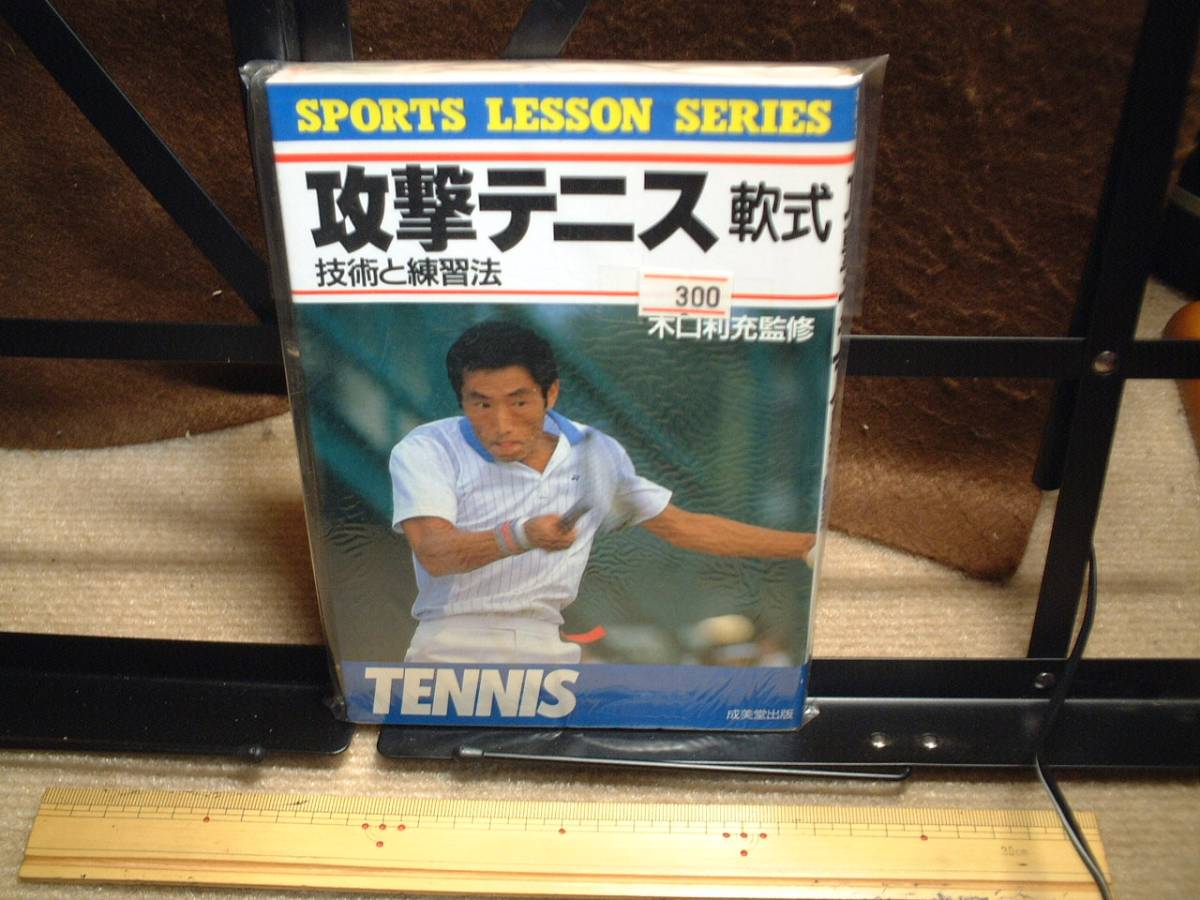 SPORTS LESSON SERIES
攻撃テニス 軟式
技術と練習法
300
木口利充監修
TENNIS
成美堂出版
30cm